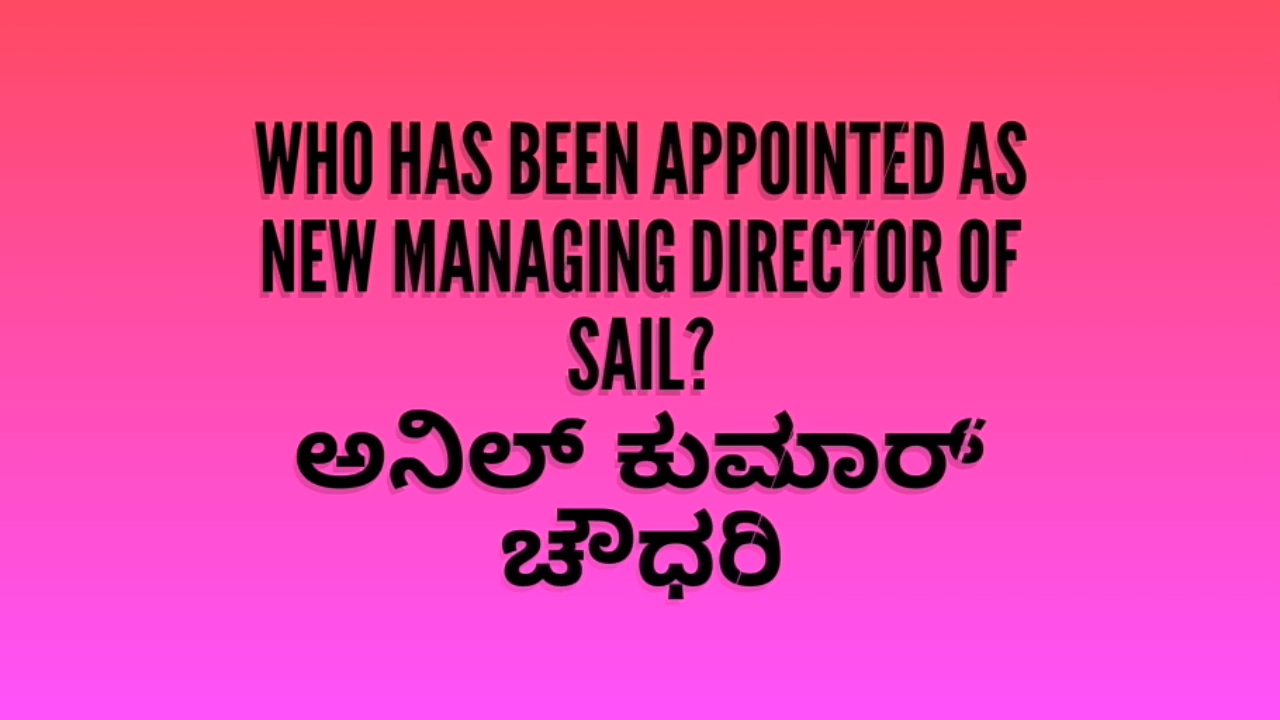 WHO HAS BEEN APPOINTED AS
NEW MANAGING DIRECTOR OF
SAIL?
ಅನಿಲ್ ಕುಮಾರ್
ಚೌಧರಿ